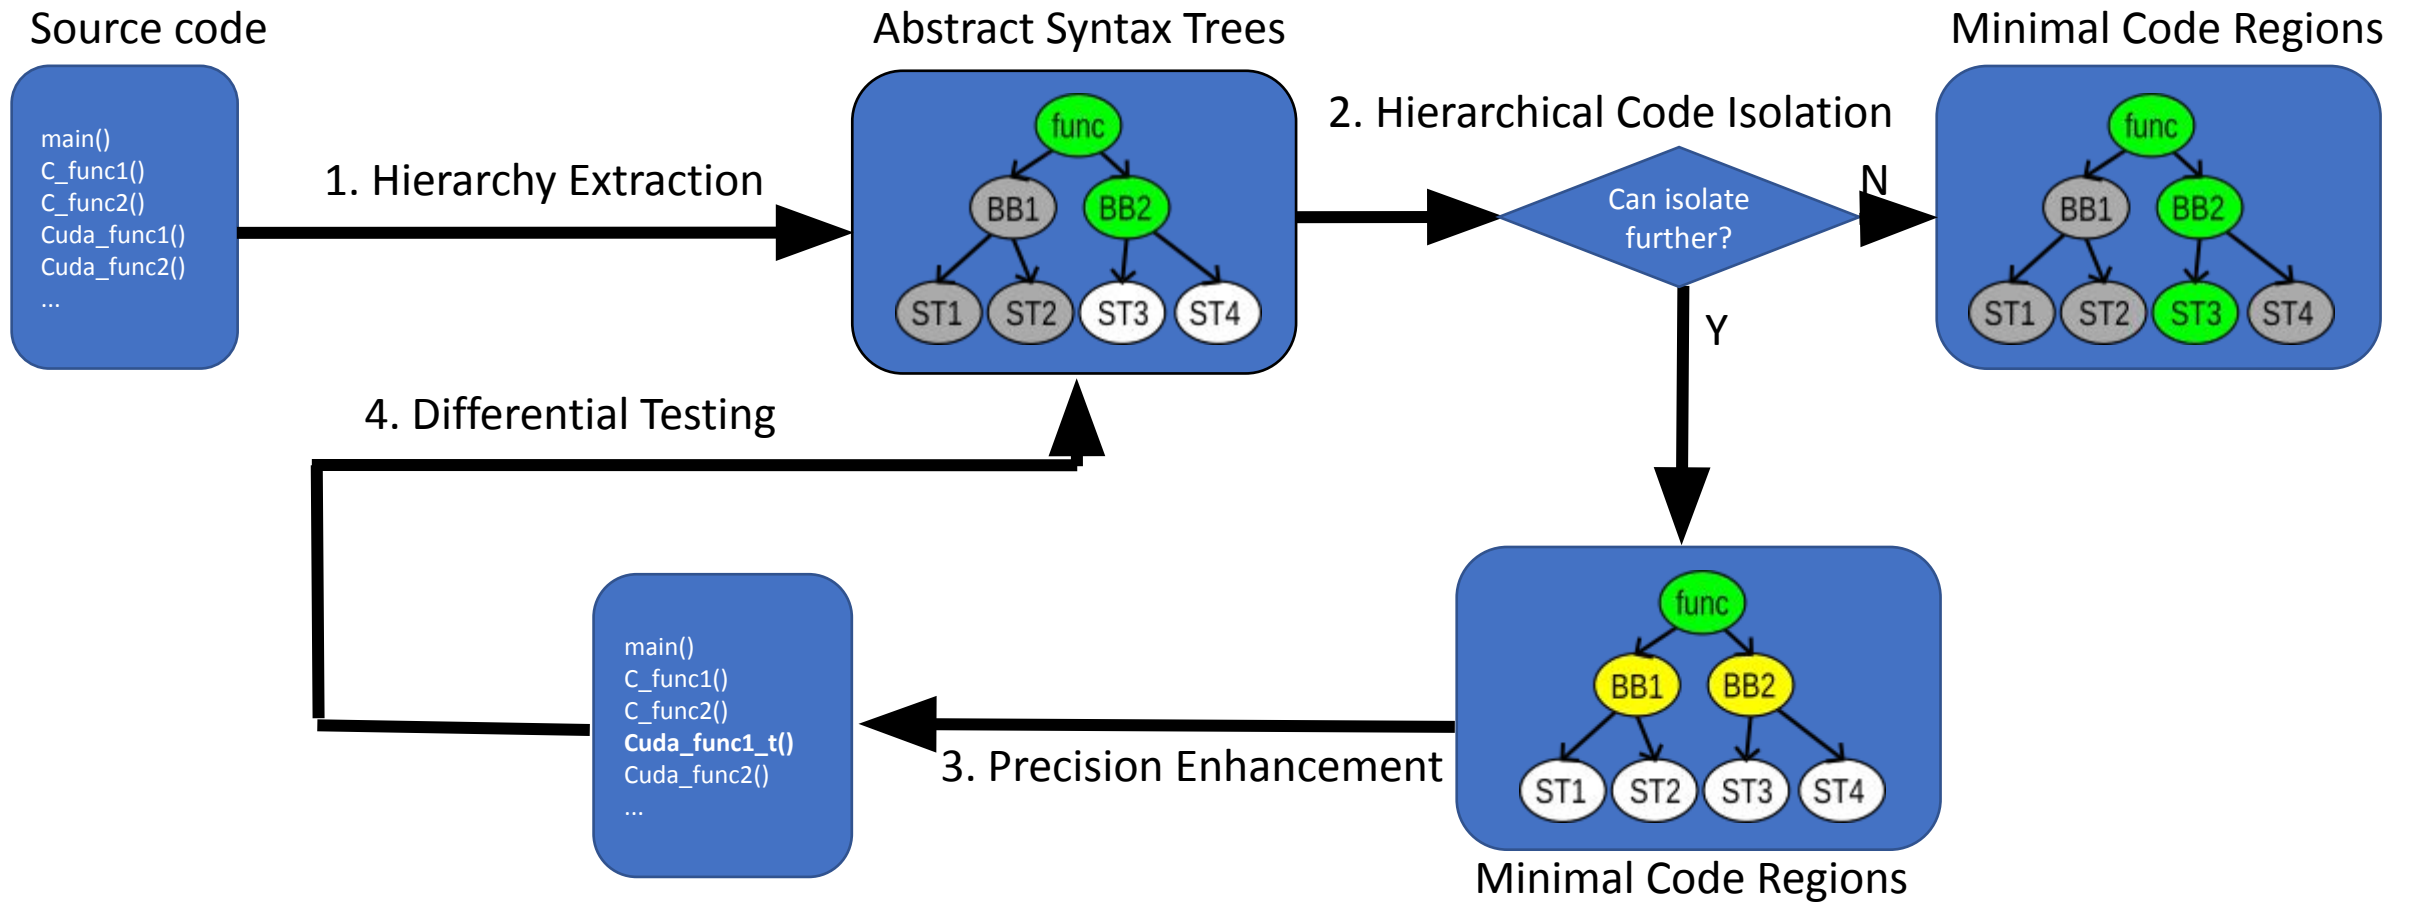 Source code
main()
C_func1()
C_func2()
Cuda_func1()
Cuda_func2()
...
1. Hierarchy Extraction
Abstract Syntax Trees
func
BB1 BB2
ST1 ST2 ST3 ST4
2. Hierarchical Code Isolation
Can isolate
further?
N
Y
Minimal Code Regions
func
BB1 BB2
ST1 ST2 ST3 ST4
func
BB1 BB2
ST1 ST2 ST3 ST4
Minimal Code Regions
3. Precision Enhancement
main()
C_func1()
C_func2()
Cuda_func1_t()
Cuda_func2()
...
4. Differential Testing